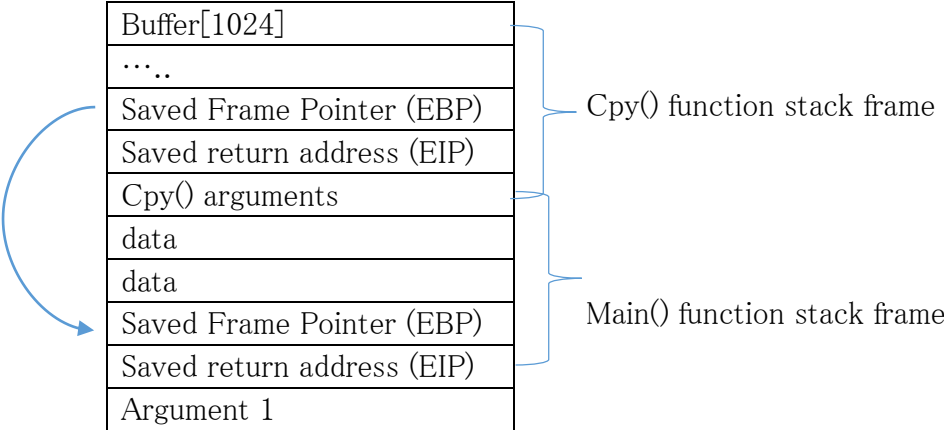 Buffer[1024]
…..
Saved Frame Pointer (EBP)
Saved return address (EIP)
Cpy() arguments
data
data
Saved Frame Pointer (EBP)
Saved return address (EIP)
Argument 1
Cpy() function stack frame
Main() function stack frame